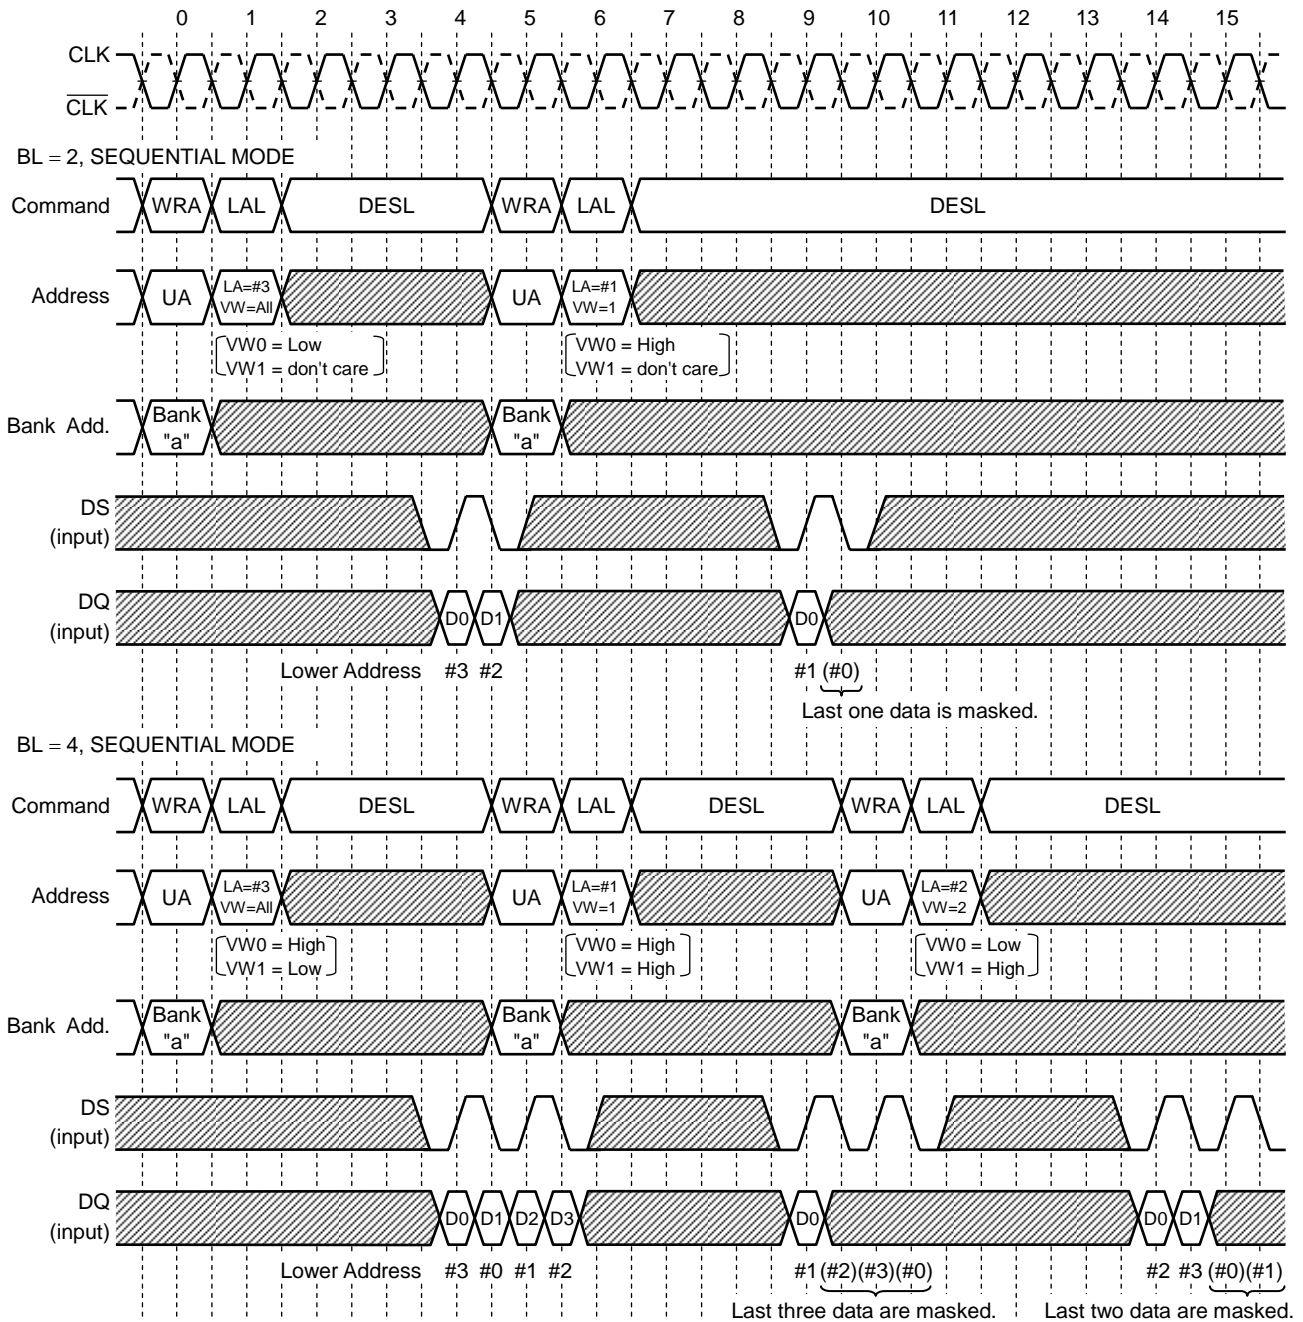 0 1 2 3 4 5 6 7 8 9 10 11 12 13 14 15
CLK
CLK
BL = 2, SEQUENTIAL MODE
Command WRA LAL DESL WRA LAL DESL
Address UA LA=#3 VW=All UA LA=#1 VW=1
VW0 = Low VW0 = High
VW1 = don't care VW1 = don't care
Bank Add. Bank "a" Bank "a"
DS
(input)
DQ
(input) D0 D1 D0
Lower Address #3 #2 #1 (#0)
Last one data is masked.
BL = 4, SEQUENTIAL MODE
Command WRA LAL DESL WRA LAL DESL WRA LAL DESL
Address UA LA=#3 VW=All UA LA=#1 VW=1 UA LA=#2 VW=2
VW0 = High VW0 = High VW0 = Low
VW1 = Low VW1 = High VW1 = High
Bank Add. Bank "a" Bank "a" Bank "a"
DS
(input)
DQ
(input) D0 D1 D2 D3 D0 D0 D1
Lower Address #3 #0 #1 #2 #1 (#2)(#3)(#0) #2 #3 (#0)(#1)
Last three data are masked. Last two data are masked.